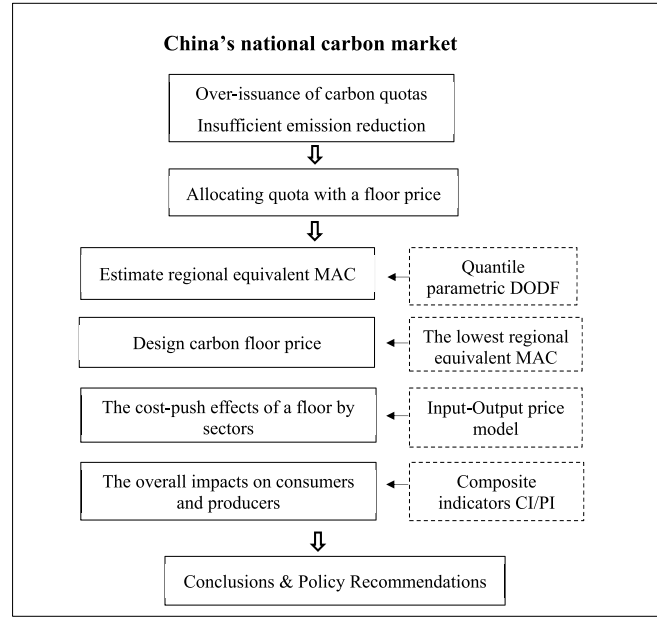 China's national carbon market
Over-issuance of carbon quotas
Insufficient emission reduction
Allocating quota with a floor price
Estimate regional equivalent MAC
Quantile
parametric DODF
Design carbon floor price
The lowest regional
equivalent MAC
The cost-push effects of a floor by
sectors
Input-Output price
model
The overall impacts on consumers
and producers
Composite
indicators CI/PI
Conclusions & Policy Recommendations